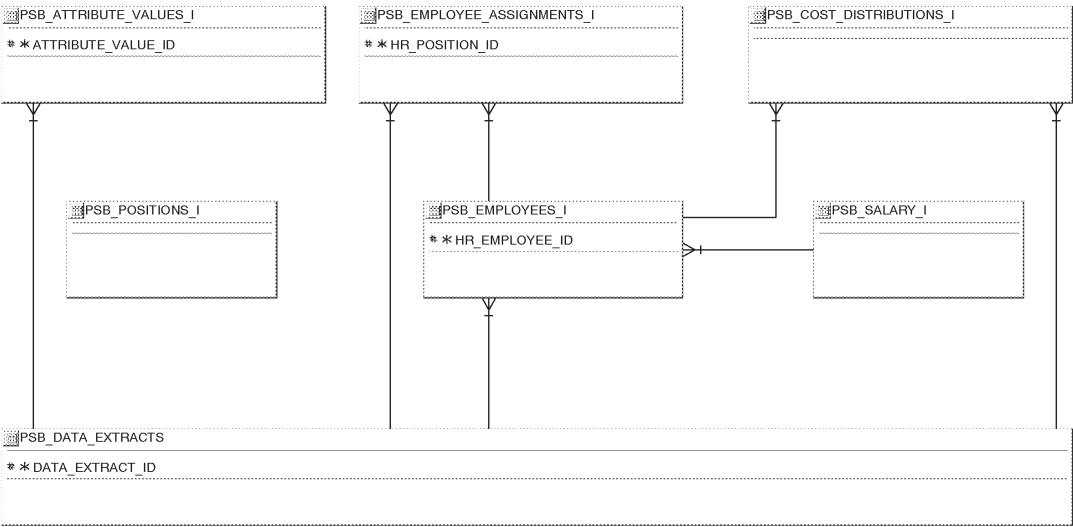 PSB_ATTRIBUTE_VALUES_I
# * ATTRIBUTE_VALUE_ID
PSB_EMPLOYEE_ASSIGNMENTS_I
# * HR_POSITION_ID
PSB_COST_DISTRIBUTIONS_I
PSB_POSITIONS_I
PSB_EMPLOYEES_I
# * HR_EMPLOYEE_ID
PSB_SALARY_I
PSB_DATA_EXTRACTS
# * DATA_EXTRACT_ID